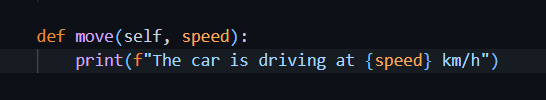 def move(self, speed):
    print(f"The car is driving at {speed} km/h")